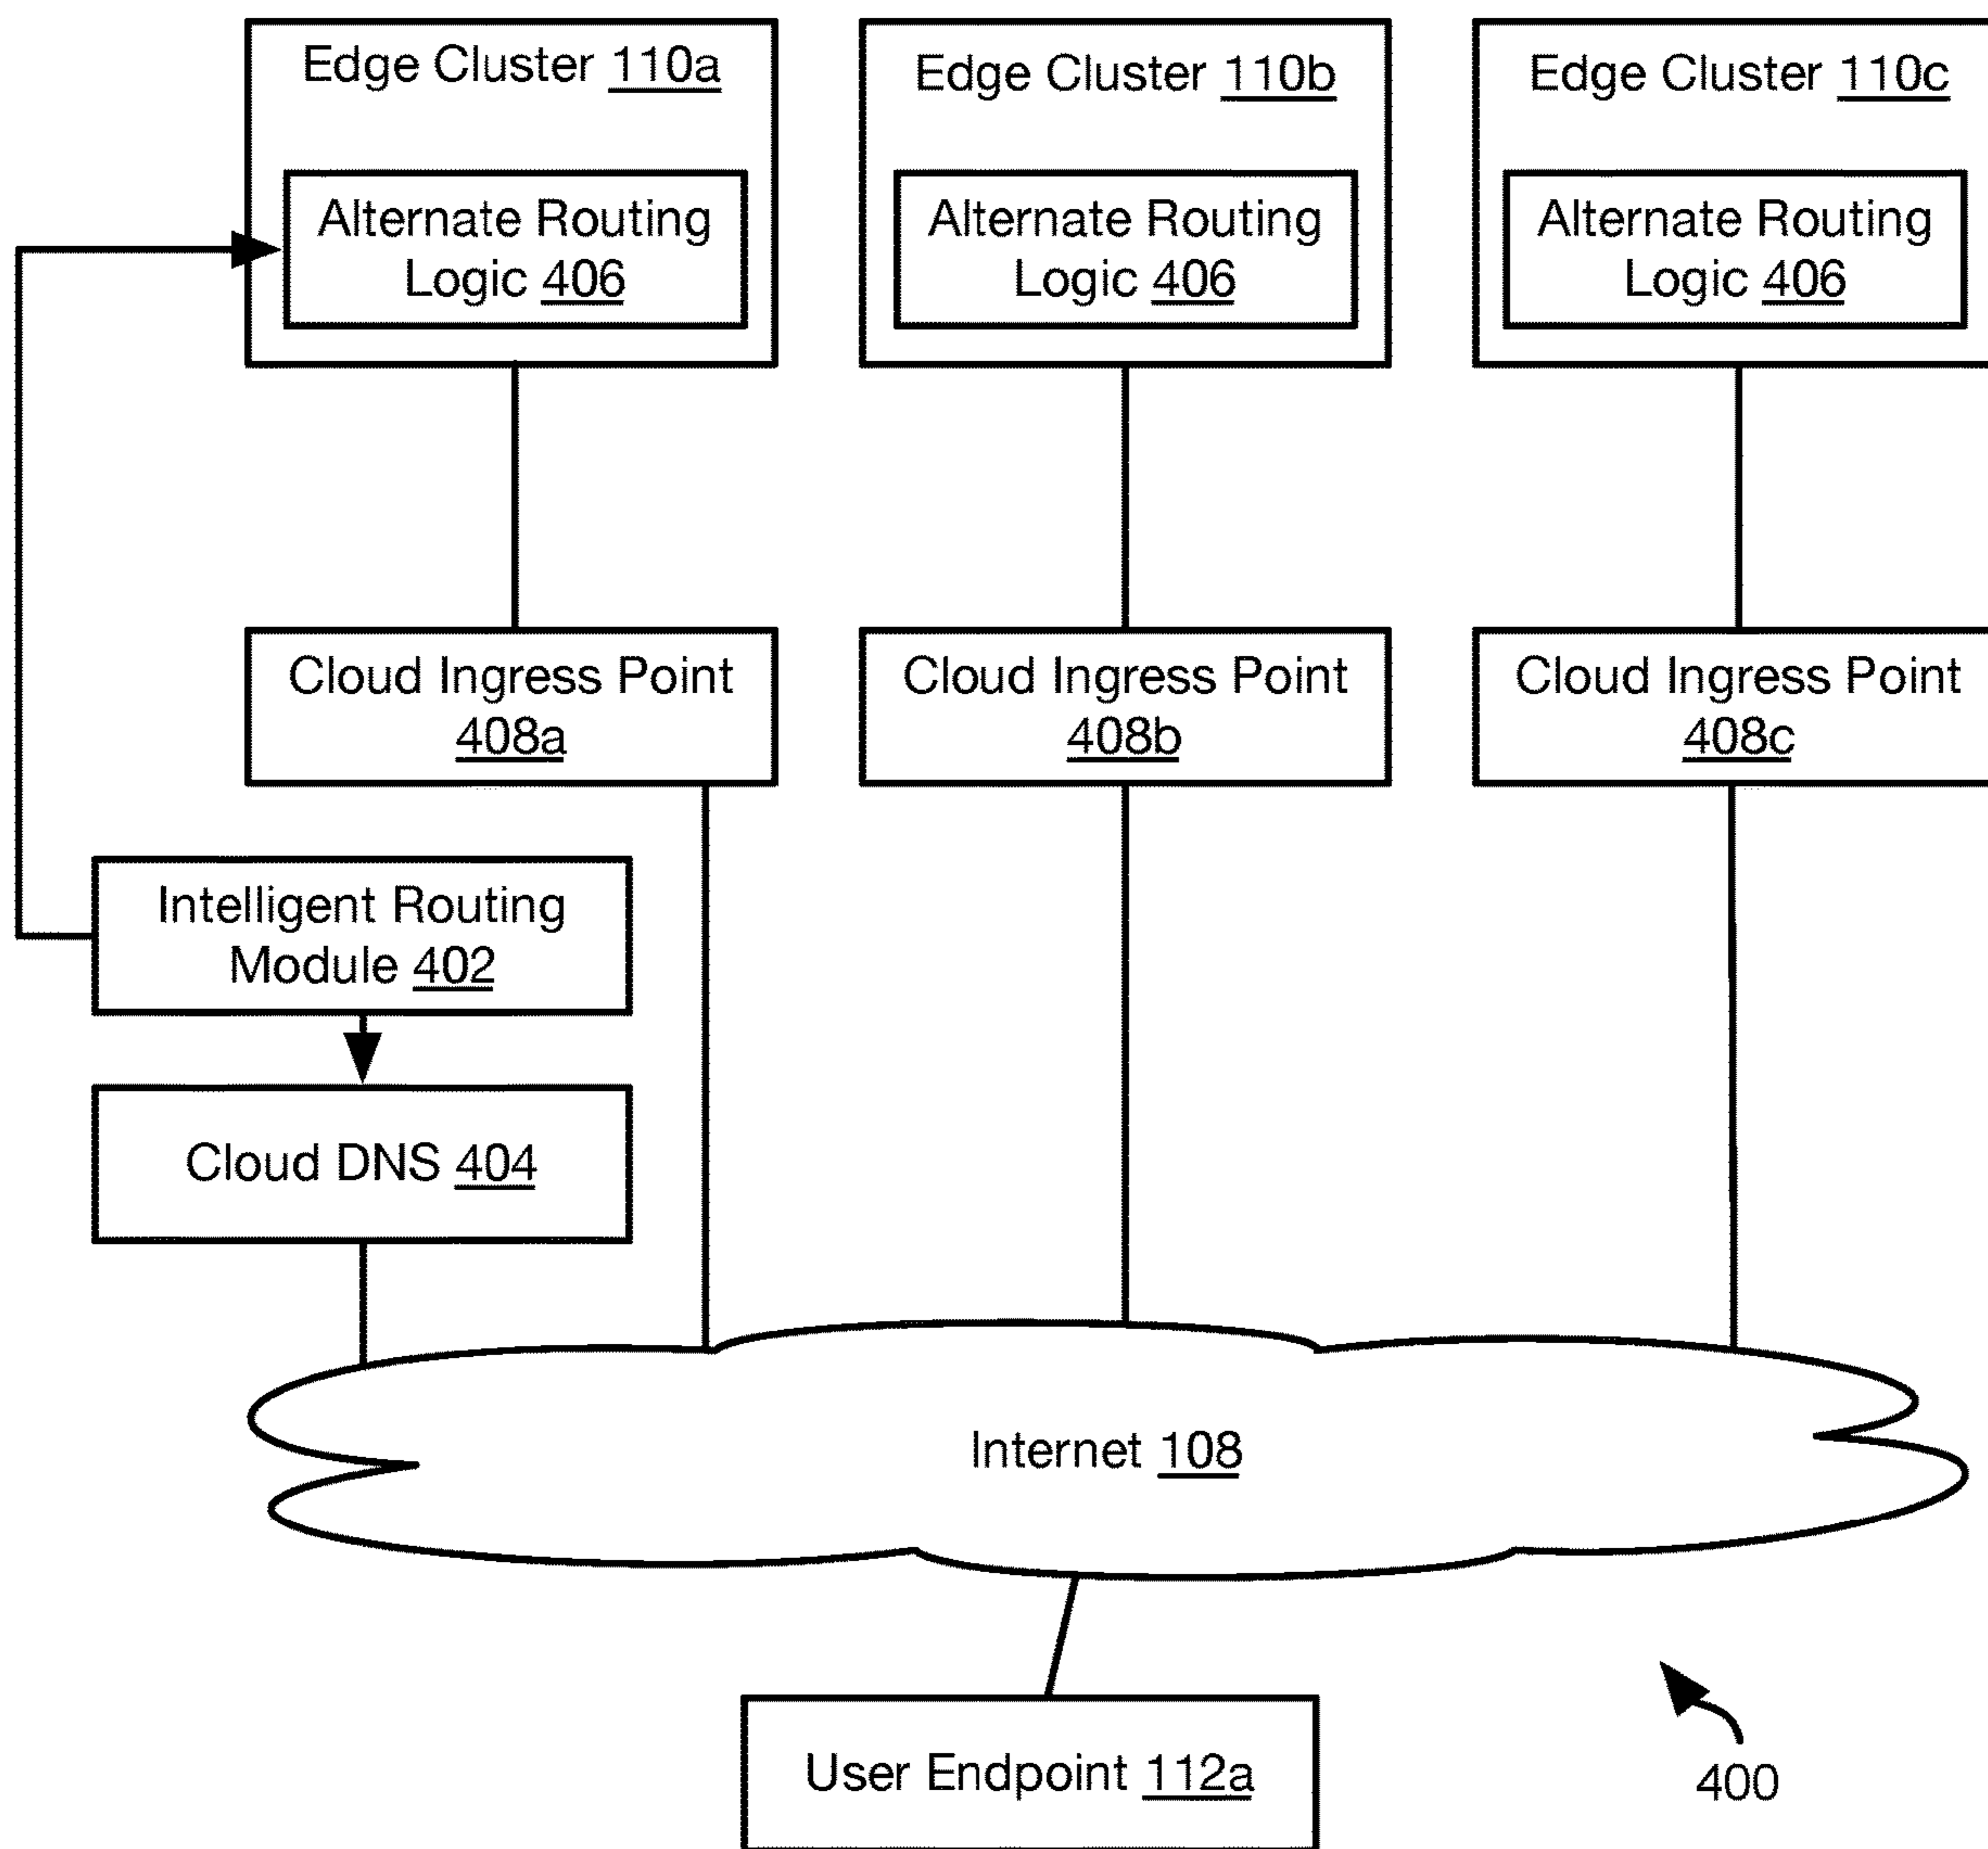 Edge Cluster 110a
Alternate Routing
Logic 406
Edge Cluster 110b
Alternate Routing
Logic 406
Edge Cluster 110c
Alternate Routing
Logic 406
Cloud Ingress Point
408a
Cloud Ingress Point
408b
Cloud Ingress Point
408c
Intelligent Routing
Module 402
Cloud DNS 404
Internet 108
User Endpoint 112a
400